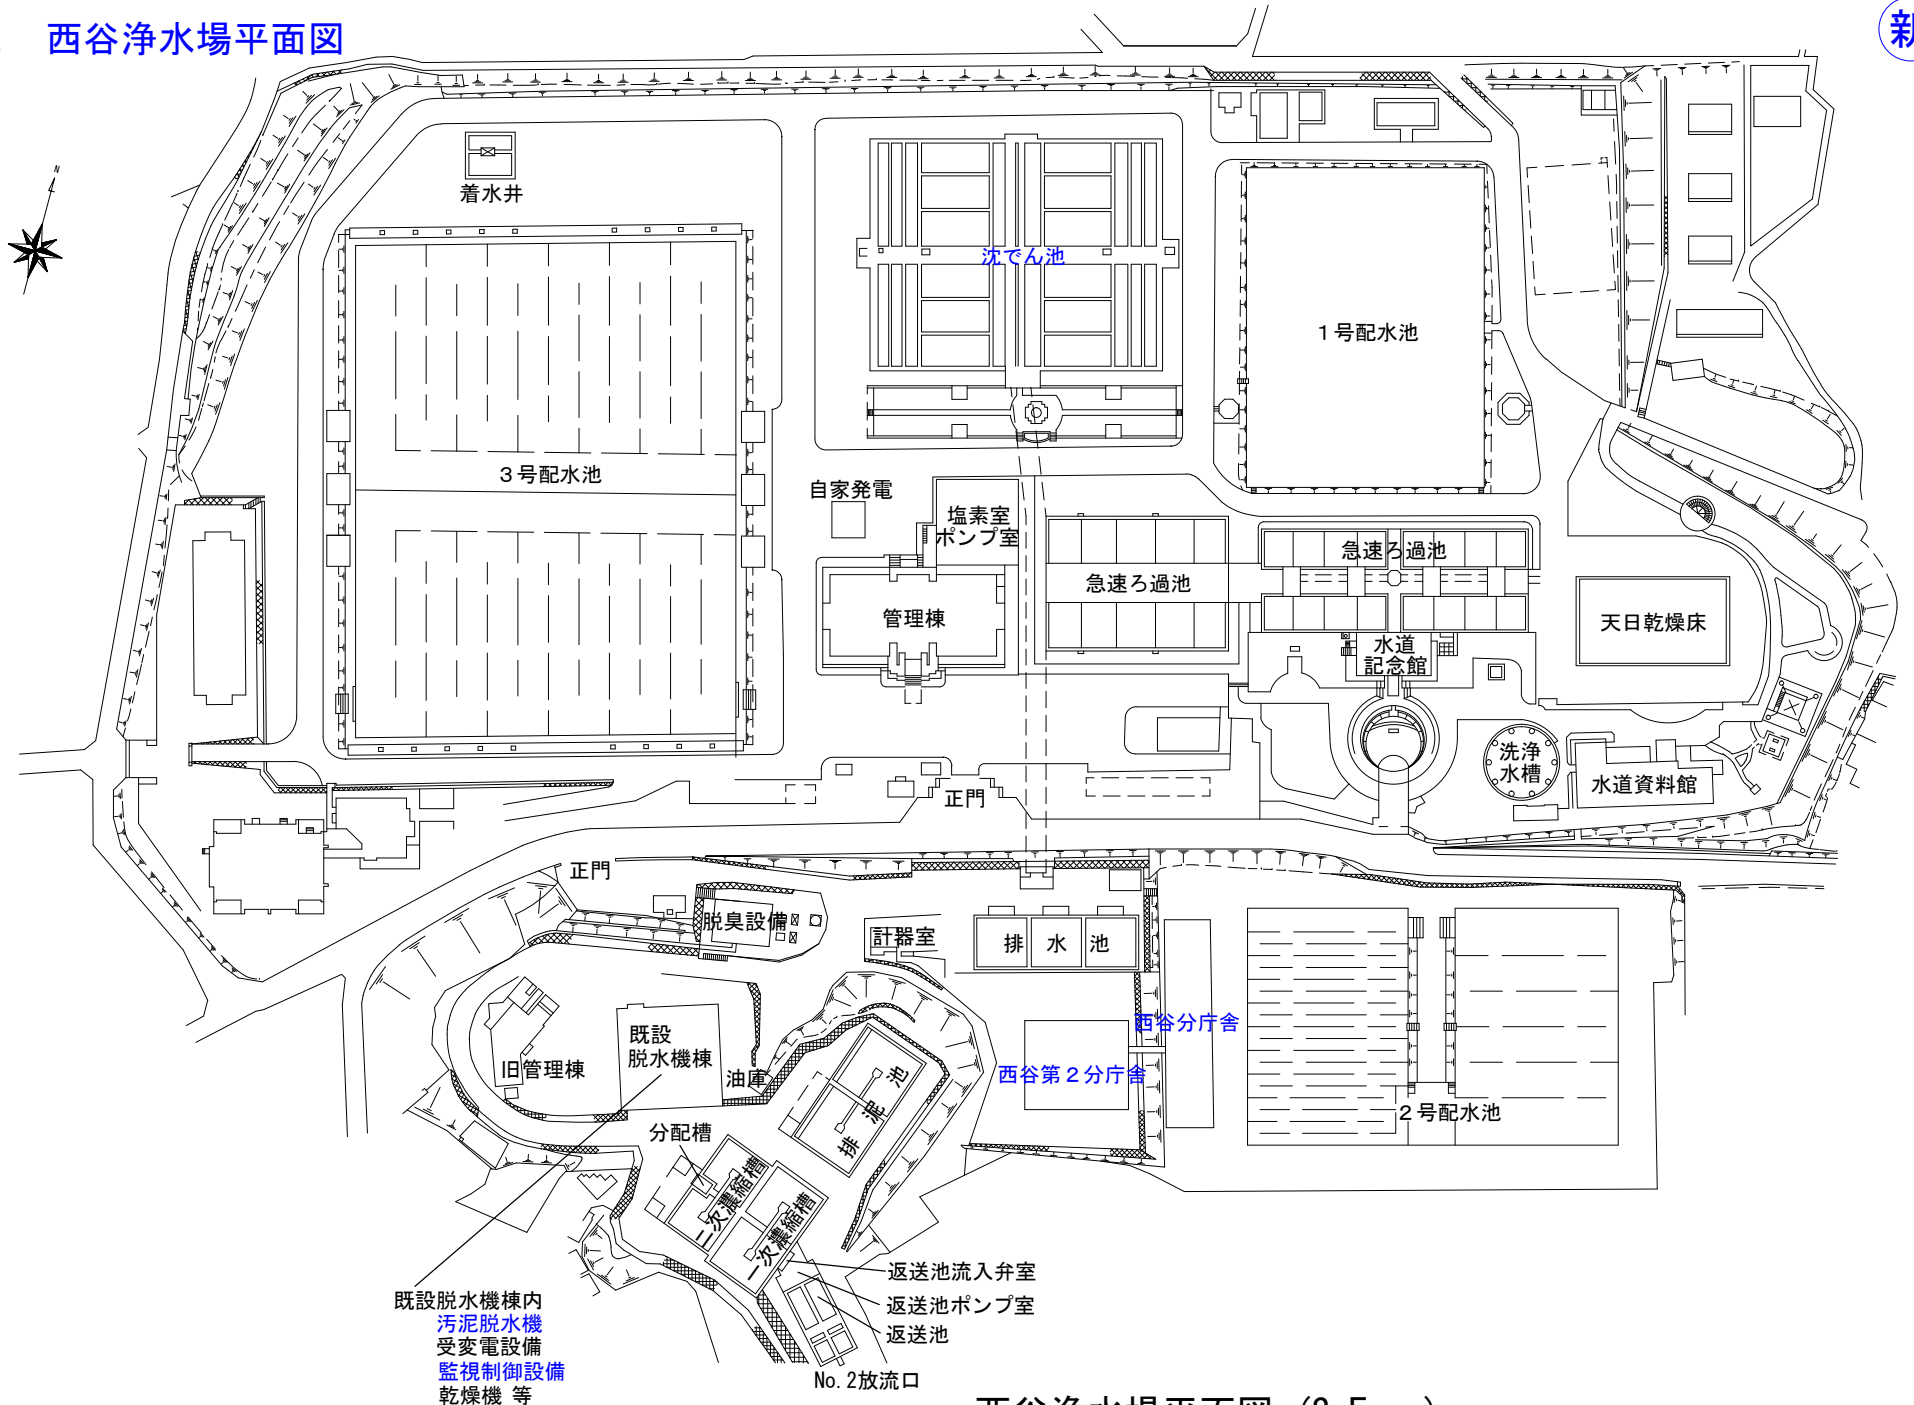 西谷浄水場平面図
新
N
着水井
沈でん池
1号配水池
3号配水池
自家発電
塩素室
ポンプ室
急速ろ過池
急速ろ過池
管理棟
天日乾燥床
水道
記念館
洗浄
水槽
水道資料館
正門
正門
脱臭設備
計器室
排 水 池
西谷分庁舎
既設
脱水機棟
旧管理棟
油庫
西谷第2分庁舎
排 泥 池
2号配水池
分配槽
二次濃縮槽
一次濃縮槽
返送池流入弁室
返送池ポンプ室
返送池
既設脱水機棟内
汚泥脱水機
受変電設備
監視制御設備
乾燥機 等
No.2放流口